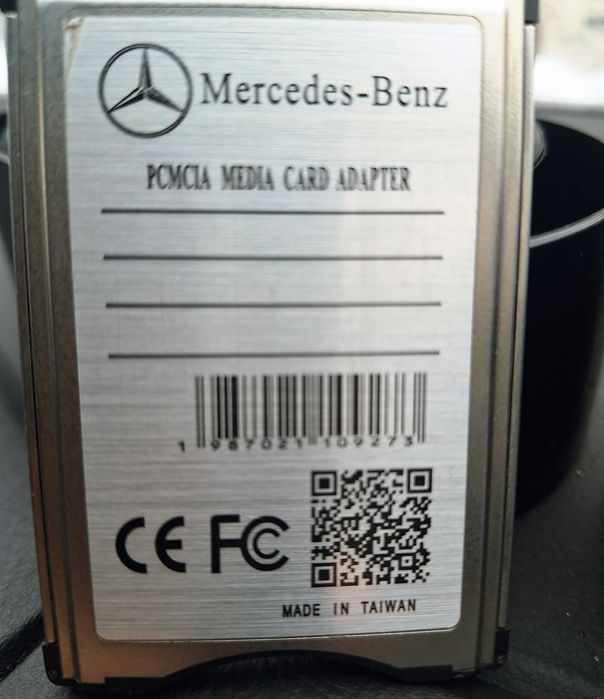 Mercedes-Benz
PCMCIA MEDIA CARD ADAPTER
1 987021 109273
CE FC
MADE IN TAIWAN